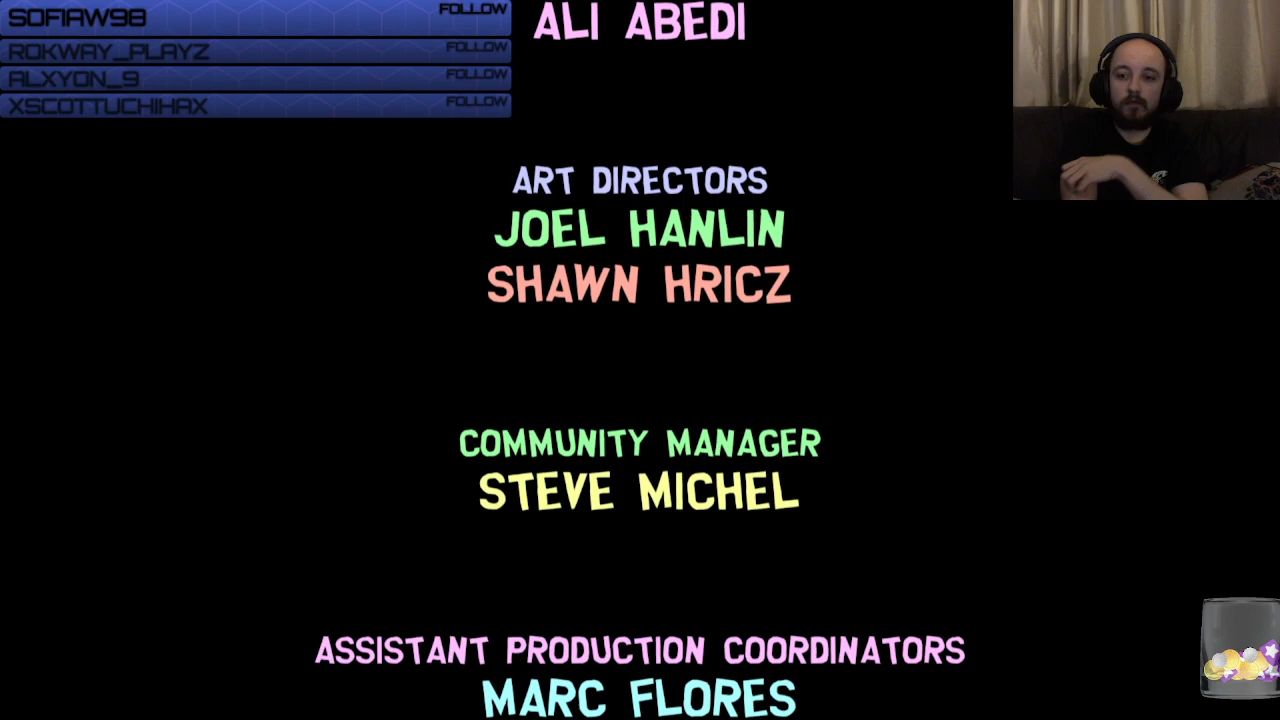 SOFIAW98 FOLLOW
ROKWAY_PLAYZ FOLLOW
ALXYON_9 FOLLOW
XSCOTTUCHIHAX FOLLOW
ALI ABEDI
ART DIRECTORS
JOEL HANLIN
SHAWN HRICZ
COMMUNITY MANAGER
STEVE MICHEL
ASSISTANT PRODUCTION COORDINATORS
MARC FLORES